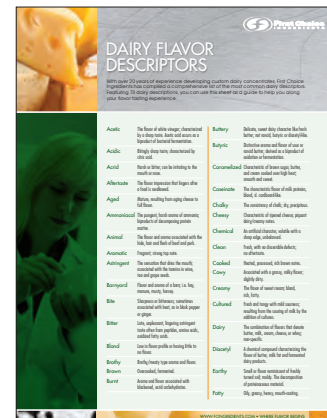 First Choice
INGREDIENTS
DAIRY FLAVOR
DESCRIPTORS
With over 20 years of experience developing custom dairy concentrates, First Choice
Ingredients has compiled a comprehensive list of the most common dairy descriptors.
Featuring 73 dairy descriptors, you can use this sheet as a guide to help you along
your flavor tasting experience.
Acetic The flavor of white vinegar; characterized
by a sharp taste. Acetic acid occurs as a
byproduct of bacterial fermentation.
Acidic Bitingly sharp taste; characterized by
citric acid.
Acrid Harsh or bitter; can be irritating to the
mouth or nose.
Aftertaste The flavor impression that lingers after
a food is swallowed.
Aged Mature, resulting from aging cheese to
full flavor.
Ammoniacal The pungent, harsh aroma of ammonia;
byproduct of decomposing protein
matter.
Animal The flavor and aroma associated with the
hide, foot and flesh of beef and pork.
Aromatic Fragrant; strong top note.
Astringent The sensation that dries the mouth;
associated with the tannins in wine,
tea and grape seeds.
Barnyard Flavor and aroma of a barn; i.e. hay,
manure, musty, horsey.
Bite Sharpness or bitterness; sometimes
associated with heat, as in black pepper
or ginger.
Bitter Late, unpleasant, lingering astringent
taste often from peptides, amino acids,
oxidized fatty acids.
Bland Low in flavor profile or having little to
no flavor.
Brothy Brothy/meaty type aroma and flavor.
Brown Overcooked, fermented.
Burnt Aroma and flavor associated with
blackened, acrid carbohydrates.
Buttery Delicate, sweet dairy character like fresh
butter; not rancid, butyric or diacetyl-like.
Butyric Distinctive aroma and flavor of sour or
rancid butter; derived as a byproduct of
oxidation or fermentation.
Caramelized Characteristic of brown sugar, butter,
and cream cooked over high heat;
smooth and sweet.
Caseinate The characteristic flavor of milk proteins,
bland, ± cardboard-like.
Chalky The consistency of chalk; dry, precipitous.
Cheesy Characteristic of ripened cheese; piquant
dairy/creamy notes.
Chemical An artificial character, volatile with a
sharp edge, unbalanced.
Clean Fresh, with no discernible defects;
no aftertaste.
Cooked Heated, processed, rich brown notes.
Cowy Associated with a grassy, milky flavor;
slightly dirty.
Creamy The flavor of sweet cream; bland,
rich, fatty.
Cultured Fresh and tangy with mild sourness;
resulting from the causing of milk by the
addition of cultures.
Dairy The combination of flavors that denote
butter, milk, cream, cheese, or whey;
non-specific.
Diacetyl A chemical compound characterizing the
flavor of butter, milk fat and fermented
dairy products.
Earthy Smell or flavor reminiscent of freshly
turned soil; moldy. The decomposition
of proteinaceous material.
Fatty Oily, greasy, heavy, mouth-coating.
WWW.FCINGREDIENTS.COM • WHERE FLAVOR BEGINS